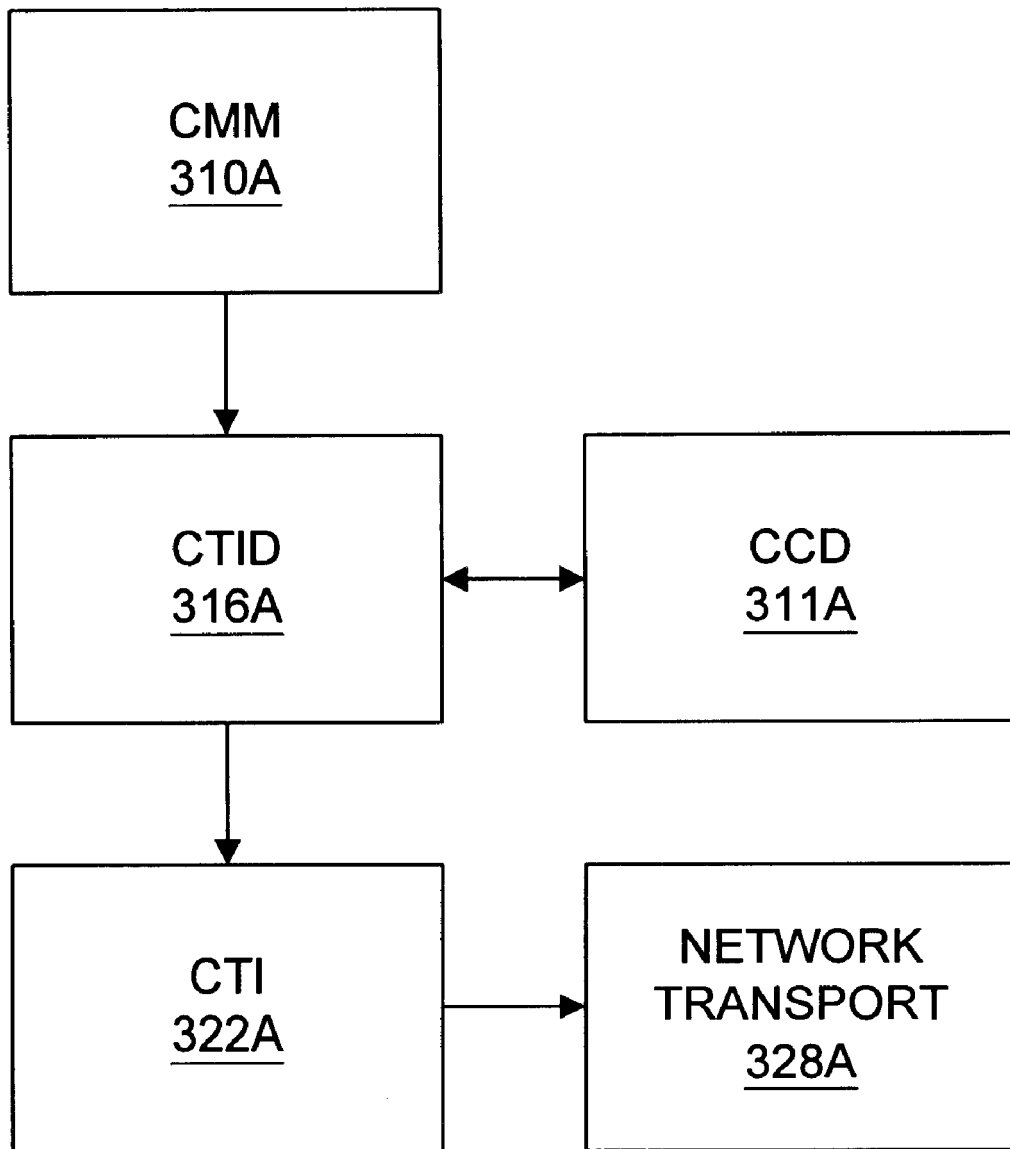 CMM
310A
CTID
316A
CCD
311A
CTI
322A
NETWORK
TRANSPORT
328A